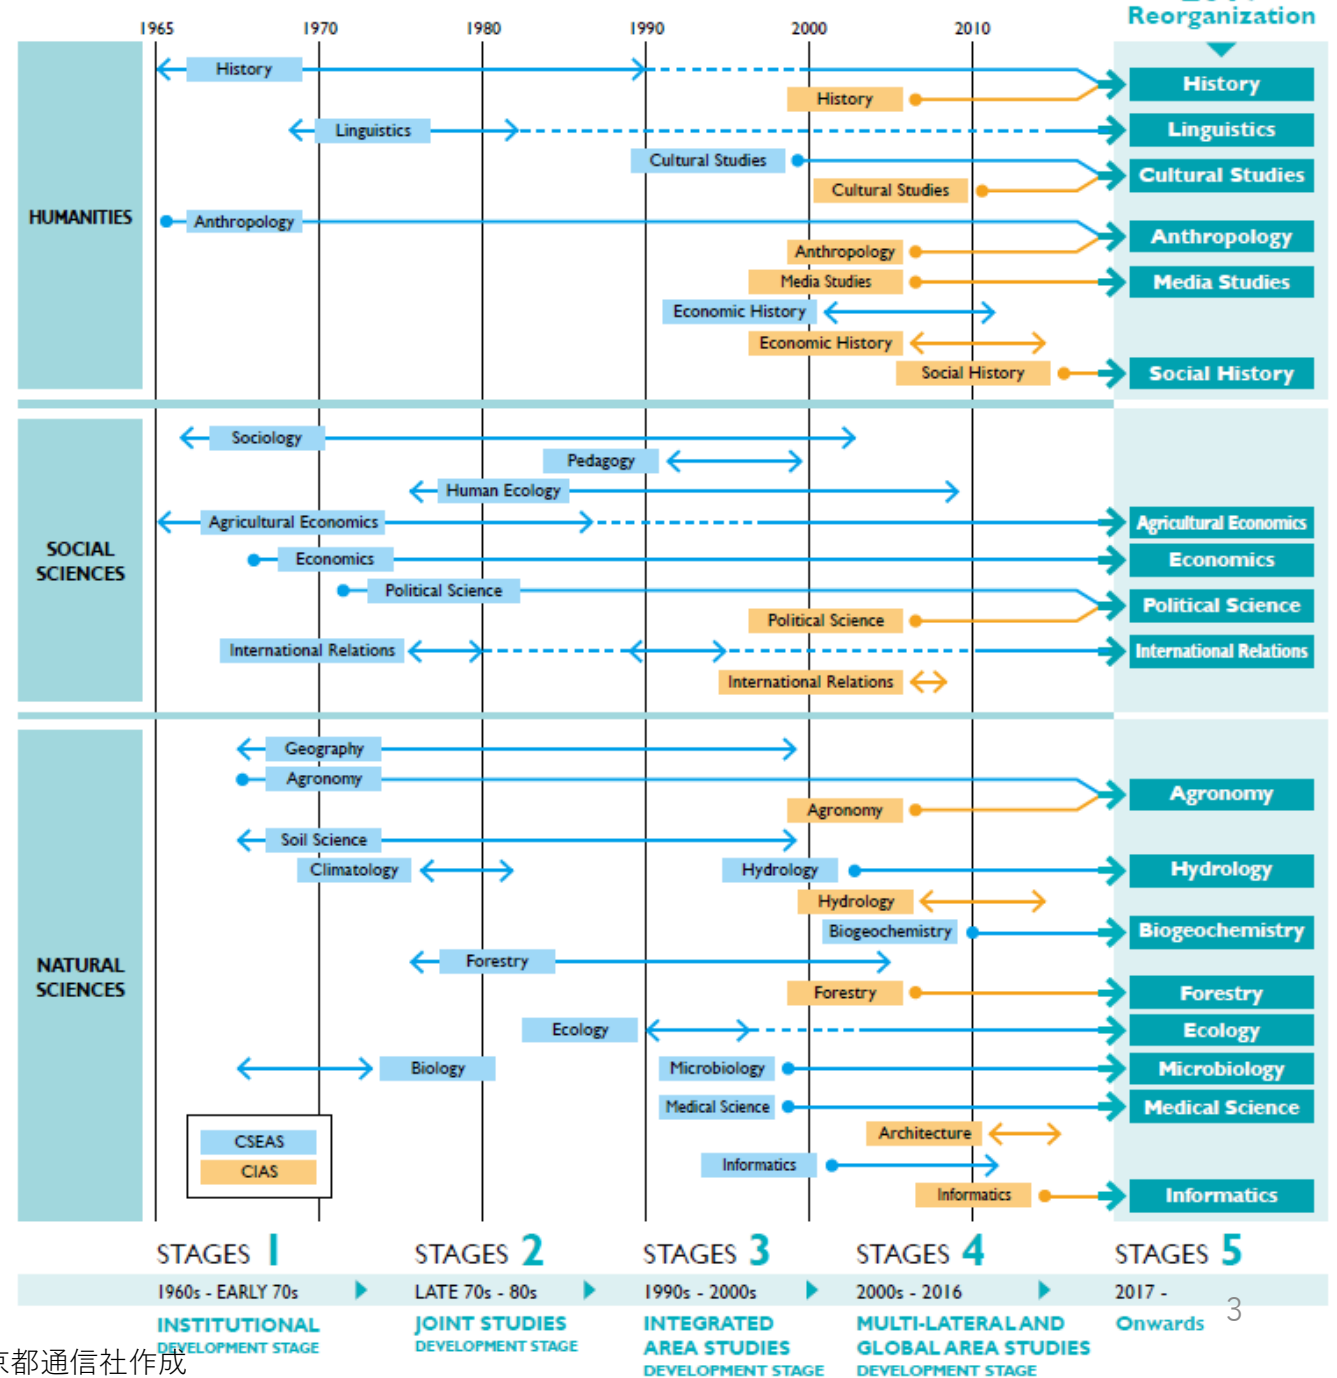 1965 1970 1980 1990 2000 2010
Reorganization
HUMANITIES
History
History
History
Linguistics
Linguistics
Cultural Studies
Cultural Studies
Cultural Studies
Anthropology
Anthropology
Anthropology
Media Studies
Media Studies
Economic History
Economic History
Social History
Social History
SOCIAL
SCIENCES
Sociology
Pedagogy
Human Ecology
Agricultural Economics
Agricultural Economics
Economics
Economics
Political Science
Political Science
Political Science
International Relations
International Relations
International Relations
NATURAL
SCIENCES
Geography
Agronomy
Agronomy
Agronomy
Soil Science
Climatology
Hydrology
Hydrology
Hydrology
Biogeochemistry
Biogeochemistry
Forestry
Forestry
Forestry
Ecology
Ecology
Biology
Microbiology
Microbiology
Medical Science
Medical Science
Architecture
Informatics
Informatics
Informatics
CSEAS
CIAS
STAGES 1
1960s - EARLY 70s
INSTITUTIONAL
DEVELOPMENT STAGE
STAGES 2
LATE 70s - 80s
JOINT STUDIES
DEVELOPMENT STAGE
STAGES 3
1990s - 2000s
INTEGRATED
AREA STUDIES
DEVELOPMENT STAGE
STAGES 4
2000s - 2016
MULTI-LATERAL AND
GLOBAL AREA STUDIES
DEVELOPMENT STAGE
STAGES 5
2017 -
Onwards
3
京都通信社作成